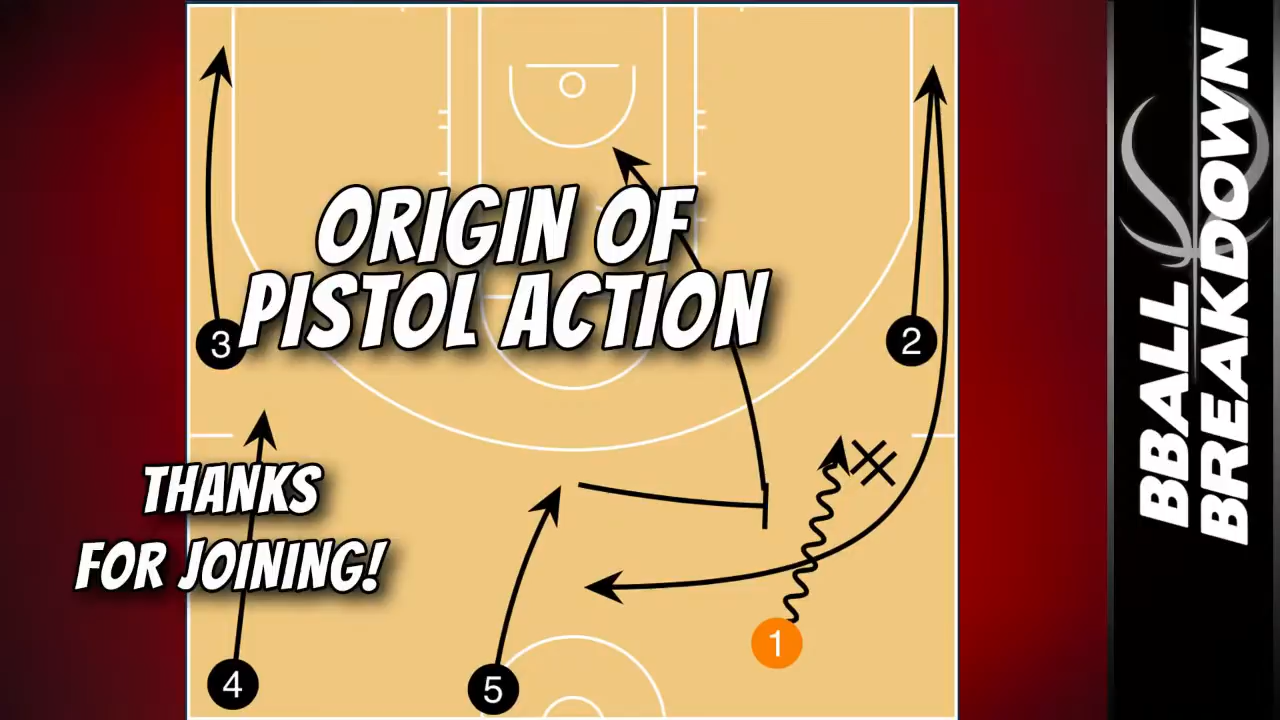 ORIGIN OF
PISTOL ACTION
3
2
THANKS
FOR JOINING!
1
4
5
BBALL
BREAKDOWN